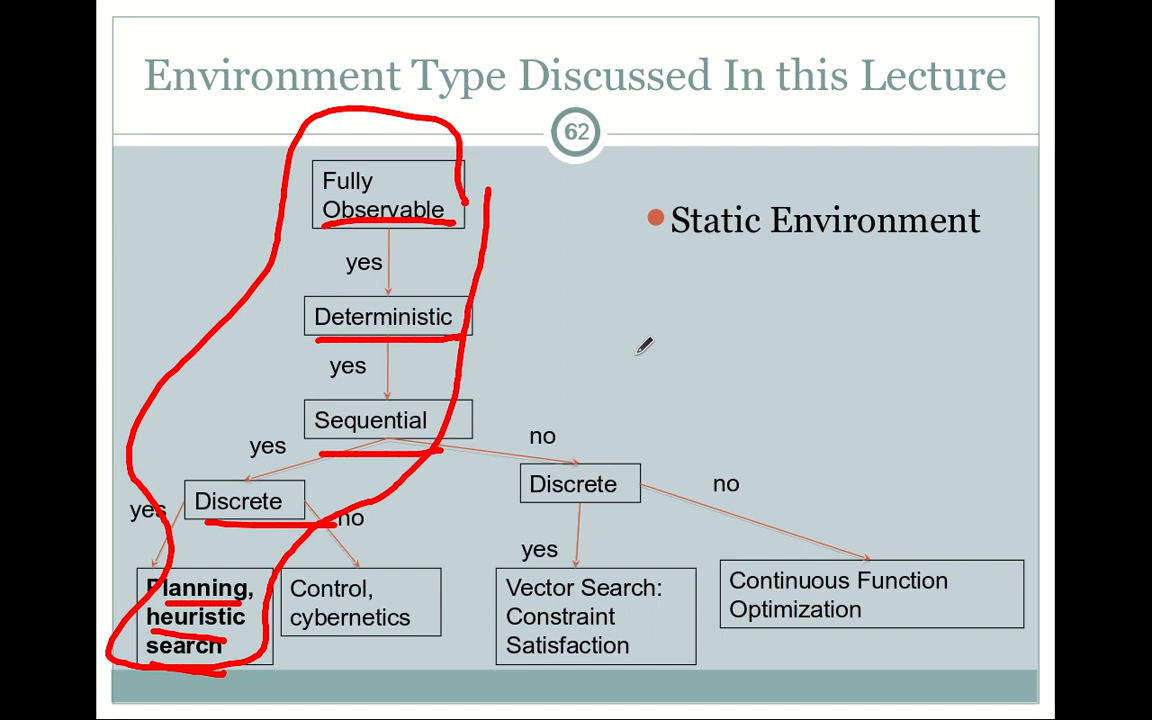 Environment Type Discussed In this Lecture
62
Fully
Observable
Static Environment
yes
Deterministic
yes
Sequential
yes
no
Discrete
Discrete
no
yes
no
yes
Planning,
heuristic
search
Control,
cybernetics
Vector Search:
Constraint
Satisfaction
Continuous Function
Optimization